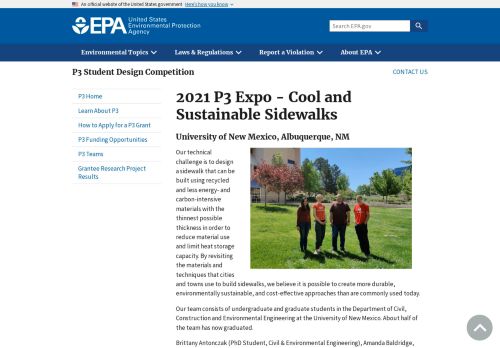 An official website of the United States government Here's how you know
EPA United States
Environmental Protection
Agency
Search EPA.gov
Environmental Topics Laws & Regulations Report a Violation About EPA
P3 Student Design Competition
CONTACT US
P3 Home
Learn About P3
How to Apply for a P3 Grant
P3 Funding Opportunities
P3 Teams
Grantee Research Project
Results
2021 P3 Expo - Cool and
Sustainable Sidewalks
University of New Mexico, Albuquerque, NM
Our technical
challenge is to design
a sidewalk that can be
built using recycled
and less energy- and
carbon-intensive
materials with the
thinnest possible
thickness in order to
reduce material use
and limit heat storage
capacity. By revisiting
the materials and
techniques that cities
and towns use to build sidewalks, we believe it is possible to create more durable,
environmentally sustainable, and cost-effective approaches than are commonly used today.
Our team consists of undergraduate and graduate students in the Department of Civil,
Construction and Environmental Engineering at the University of New Mexico. About half of
the team has now graduated.
Brittany Antonczak (PhD Student, Civil & Environmental Engineering), Amanda Baldridge,